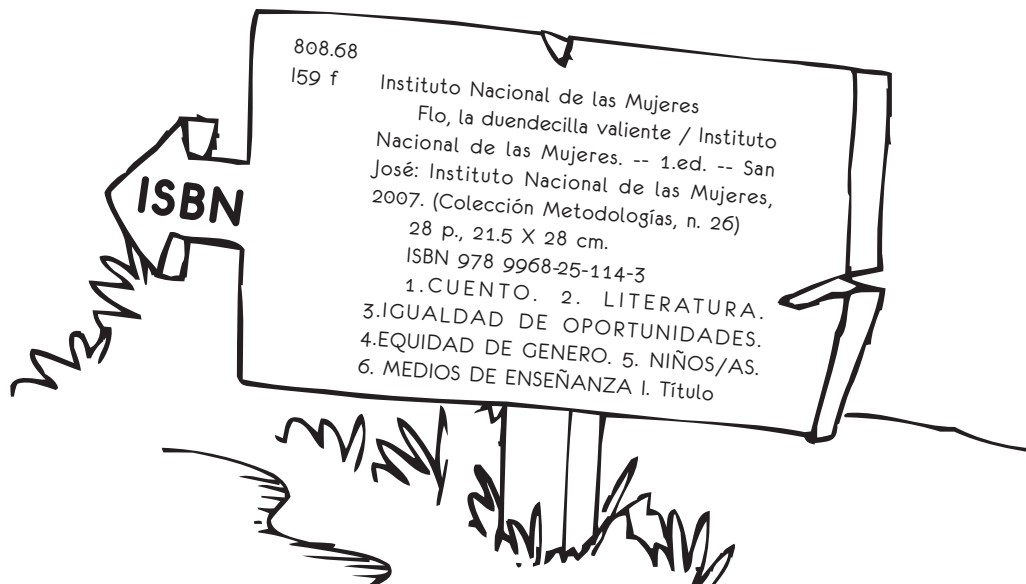 808.68
I59 f
Instituto Nacional de las Mujeres
Flo, la duendecilla valiente / Instituto
Nacional de las Mujeres. -- 1.ed. -- San
José: Instituto Nacional de las Mujeres,
2007. (Colección Metodologías, n. 26)
28 p., 21.5 X 28 cm.
ISBN 978 9968-25-114-3
1.CUENTO. 2. LITERATURA.
3.IGUALDAD DE OPORTUNIDADES.
4.EQUIDAD DE GENERO. 5. NIÑOS/AS.
6. MEDIOS DE ENSEÑANZA I. Título
ISBN